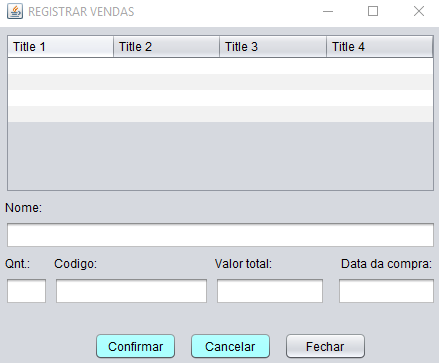 REGISTRAR VENDAS
Title 1 Title 2 Title 3 Title 4
Nome:
Qnt.: Codigo: Valor total: Data da compra:
Confirmar Cancelar Fechar